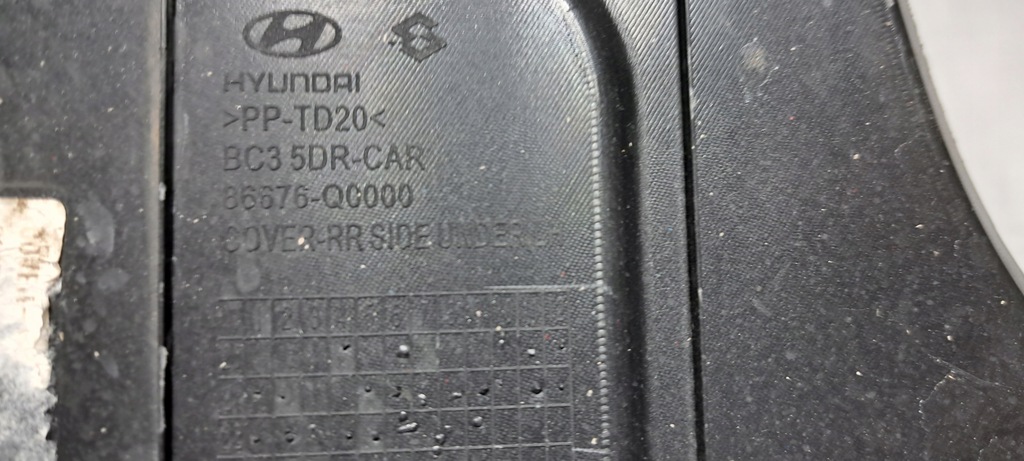 HYUNDAI
>PP-TD20<
BC3 5DR-CAR
86676-Q0000
COVER-RR SIDE UNDER